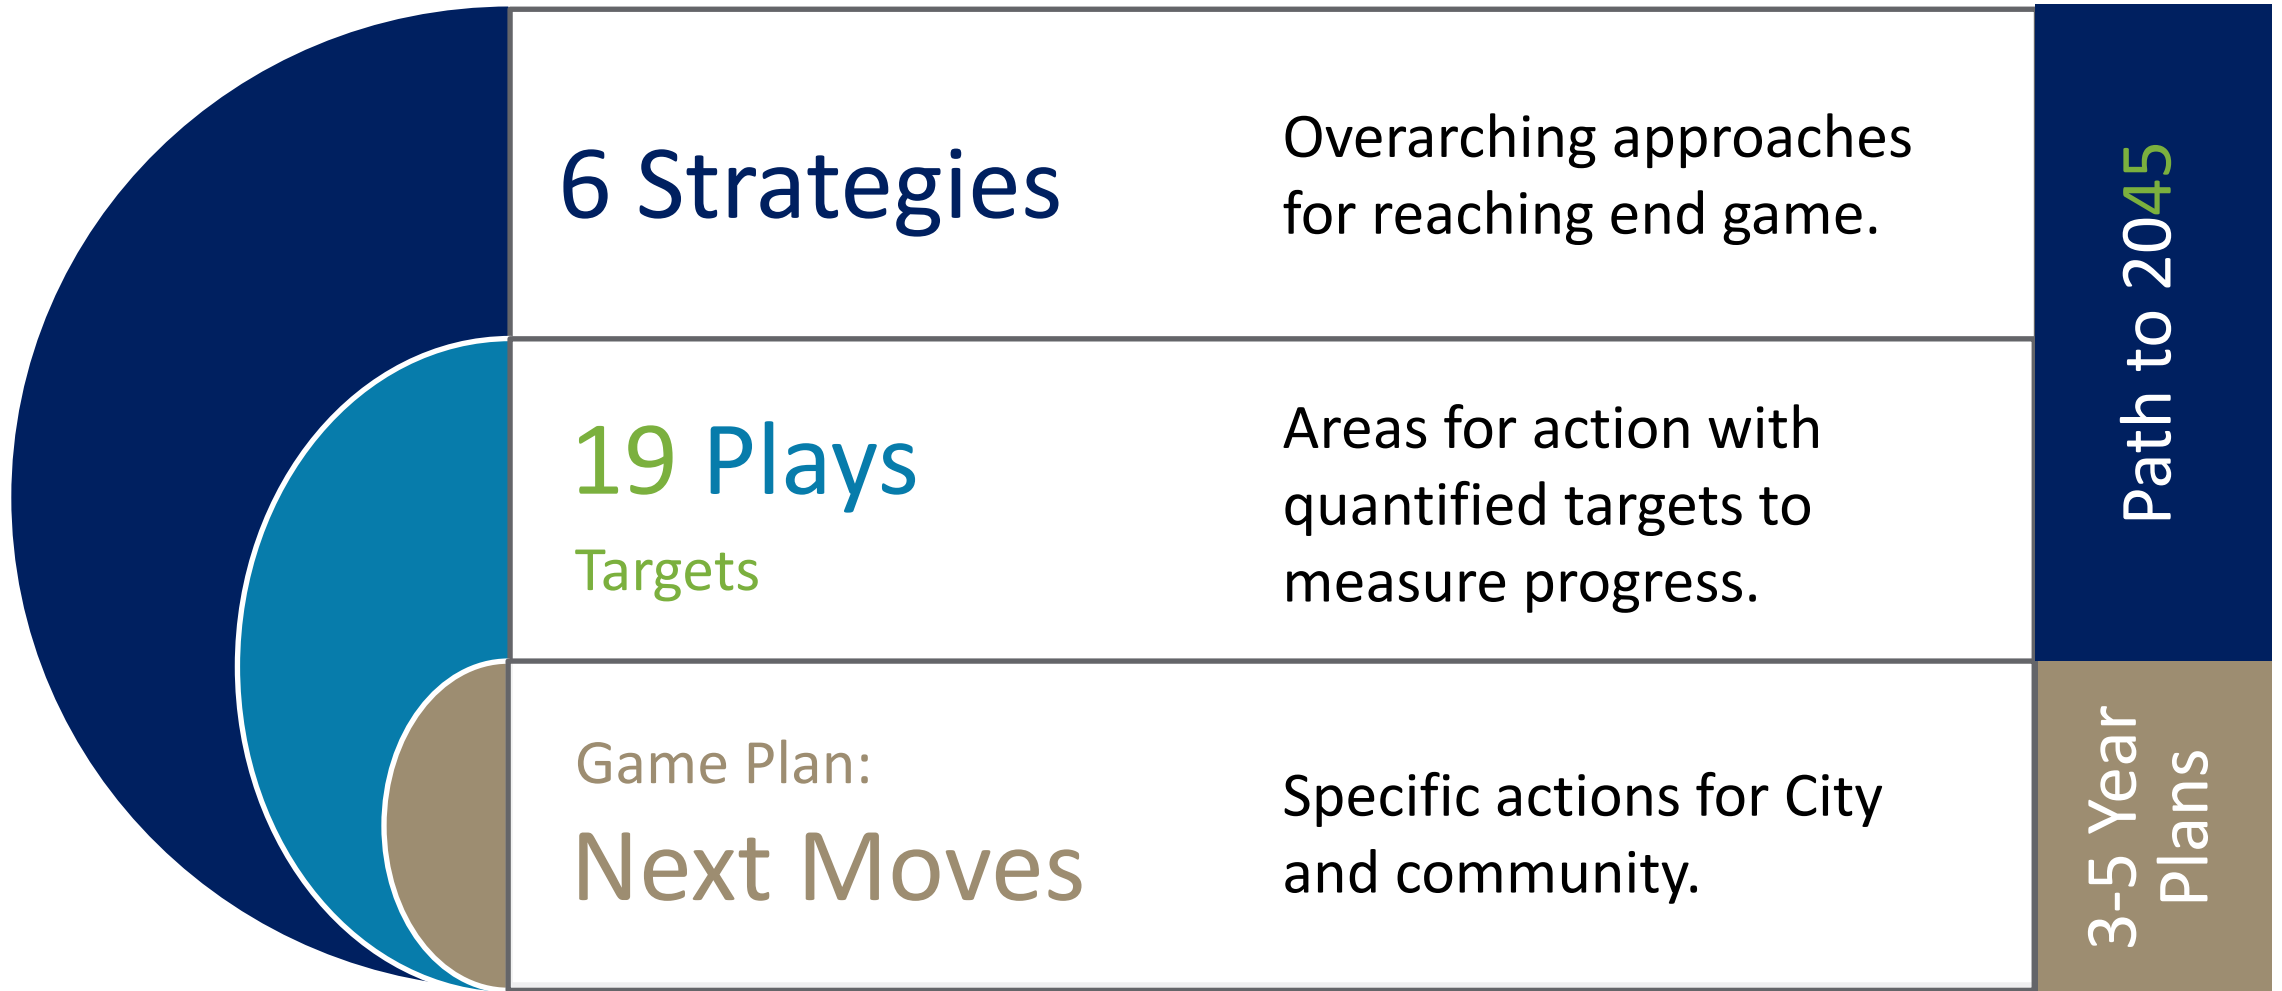 6 Strategies
Overarching approaches
for reaching end game.
19 Plays
Targets
Areas for action with
quantified targets to
measure progress.
Path to 2045
Game Plan:
Next Moves
Specific actions for City
and community.
3-5 Year
Plans